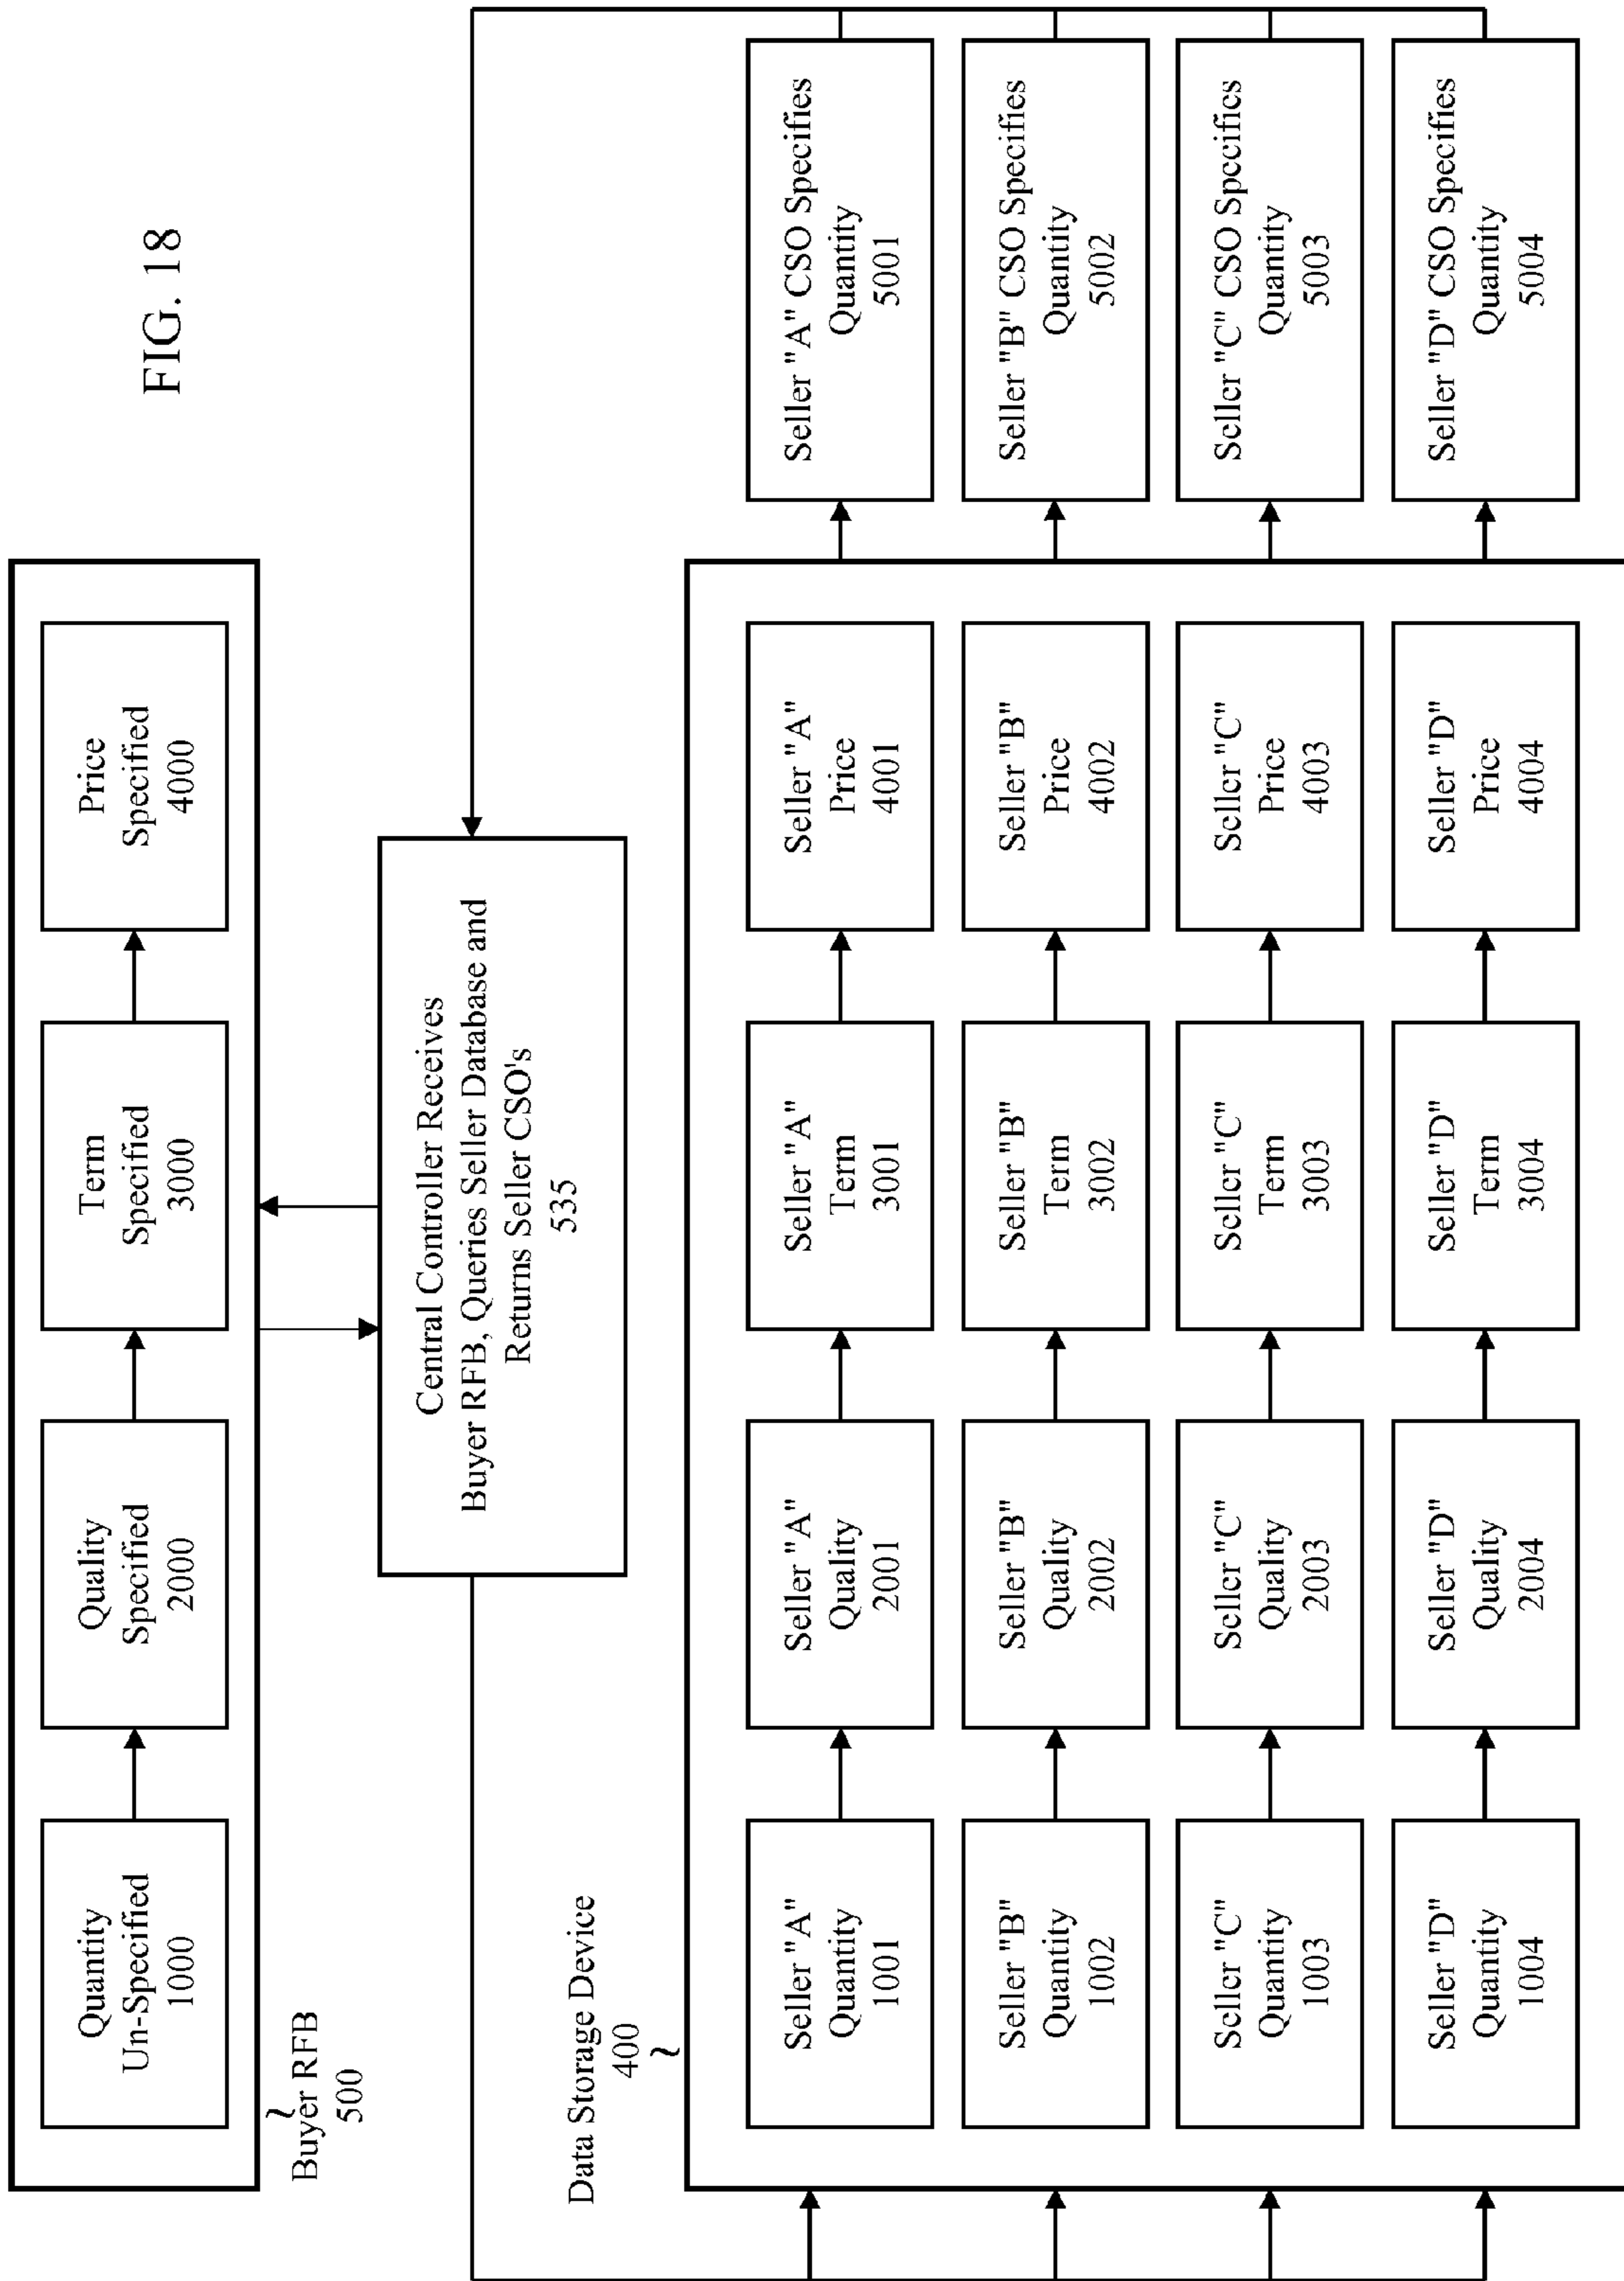 FIG. 18
Quantity
Un-Specified
1000
Quality
Specified
2000
Term
Specified
3000
Price
Specified
4000
Buyer RFB
500
Central Controller Receives
Buyer RFB, Queries Seller Database and
Returns Seller CSO's
535
Data Storage Device
400
Seller "A"
Quantity
1001
Seller "A"
Quality
2001
Seller "A"
Term
3001
Seller "A"
Price
4001
Seller "A" CSO Specifies
Quantity
5001
Seller "B"
Quantity
1002
Seller "B"
Quality
2002
Seller "B"
Term
3002
Seller "B"
Price
4002
Seller "B" CSO Specifies
Quantity
5002
Seller "C"
Quantity
1003
Seller "C"
Quality
2003
Seller "C"
Term
3003
Seller "C"
Price
4003
Seller "C" CSO Specifics
Quantity
5003
Seller "D"
Quantity
1004
Seller "D"
Quality
2004
Seller "D"
Term
3004
Seller "D"
Price
4004
Seller "D" CSO Specifies
Quantity
5004